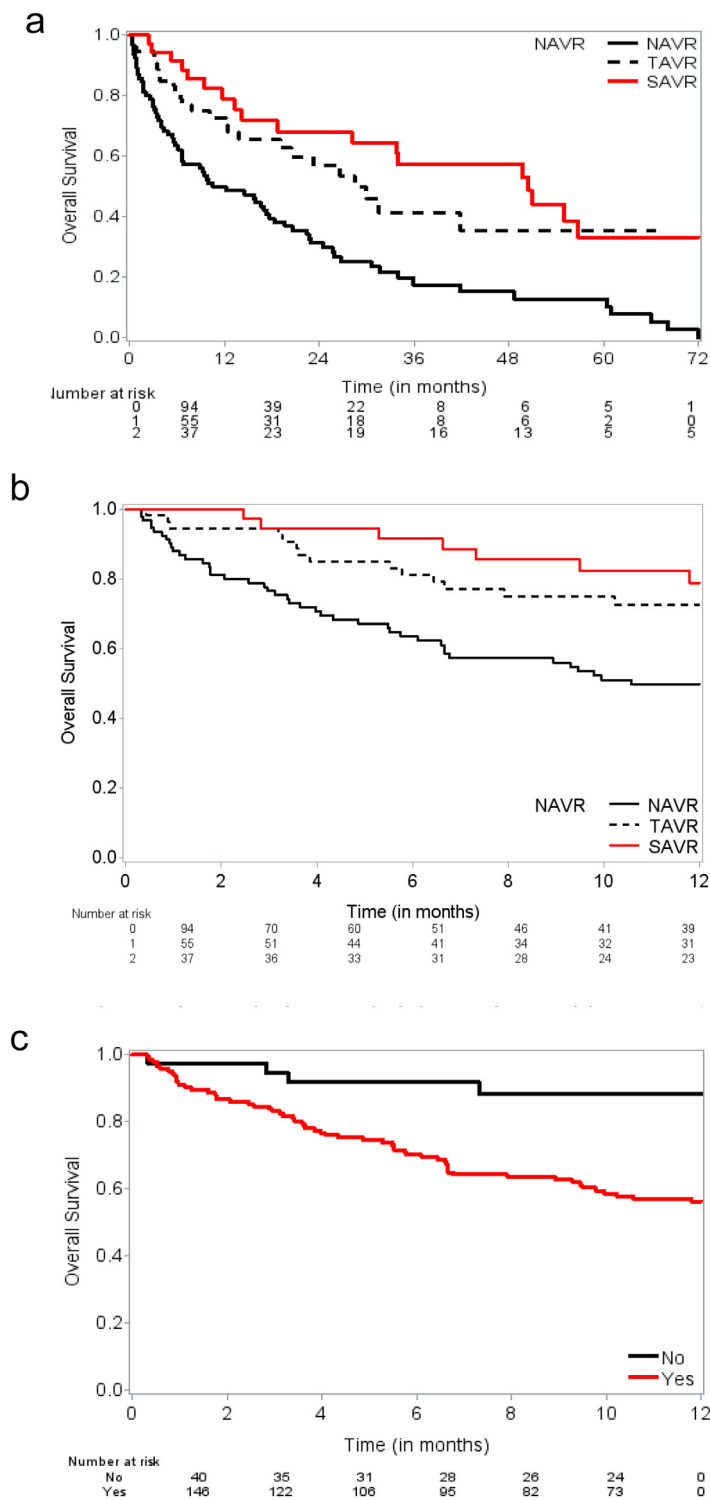 a
1.0
NAVR NAVR
TAVR
SAVR
0.8
0.6
0.4
0.2
0.0
Overall Survival
0 12 24 36 48 60 72
Time (in months)
lumber at risk
0 94 39 22 8 6 5 1
1 55 31 18 8 6 2 0
2 37 23 19 16 13 5 5
b
1.0
0.8
0.6
0.4
0.2
0.0
Overall Survival
NAVR NAVR
TAVR
SAVR
0 2 4 6 8 10 12
Number at risk Time (in months)
0 94 70 60 51 46 41 39
1 55 51 44 41 34 32 31
2 37 36 33 31 28 24 23
c
1.0
0.8
0.6
0.4
0.2
0.0
Overall Survival
No
Yes
0 2 4 6 8 10 12
Time (in months)
Number at risk
No 40 35 31 28 26 24 0
Yes 146 122 106 95 82 73 0